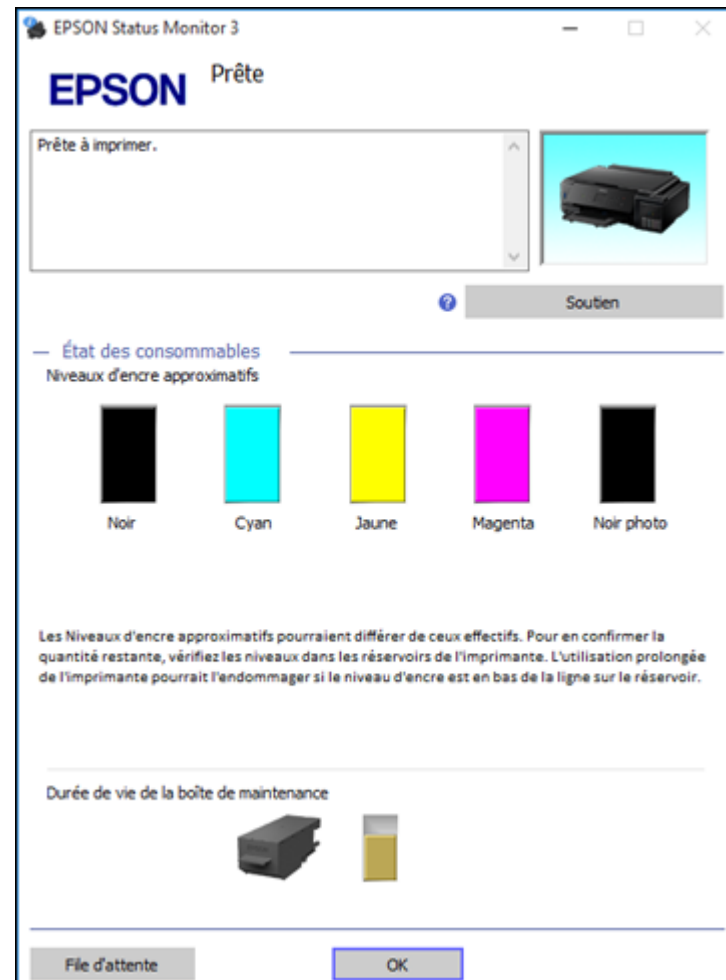 EPSON Status Monitor 3
EPSON
Prête
Prête à imprimer.
Soutien
État des consommables
Niveaux d'encre approximatifs
Noir Cyan Jaune Magenta Noir photo
Les Niveaux d'encre approximatifs pourraient différer de ceux effectifs. Pour en confirmer la
quantité restante, vérifiez les niveaux dans les réservoirs de l'imprimante. L'utilisation prolongée
de l'imprimante pourrait l'endommager si le niveau d'encre est en bas de la ligne sur le réservoir.
Durée de vie de la boîte de maintenance
File d'attente OK